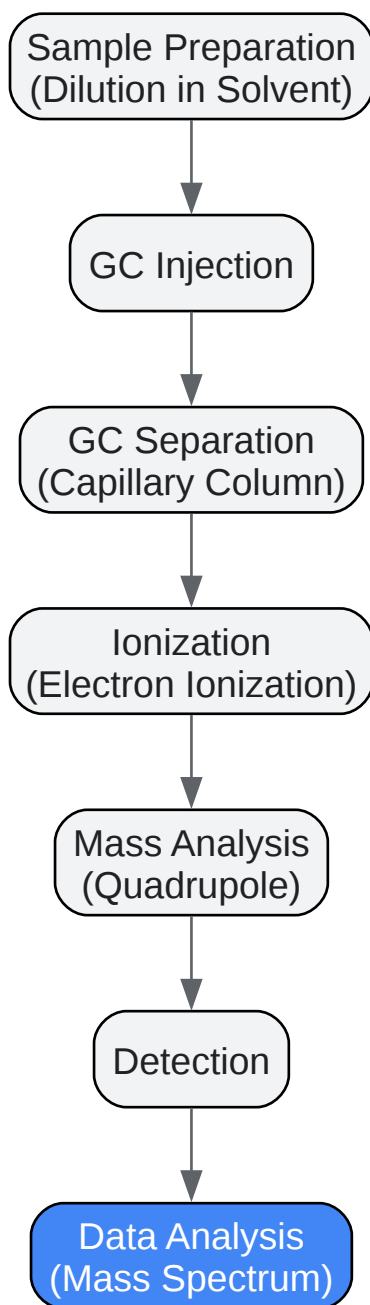 Sample Preparation
(Dilution in Solvent)
GC Injection
GC Separation
(Capillary Column)
Ionization
(Electron Ionization)
Mass Analysis
(Quadrupole)
Detection
Data Analysis
(Mass Spectrum)